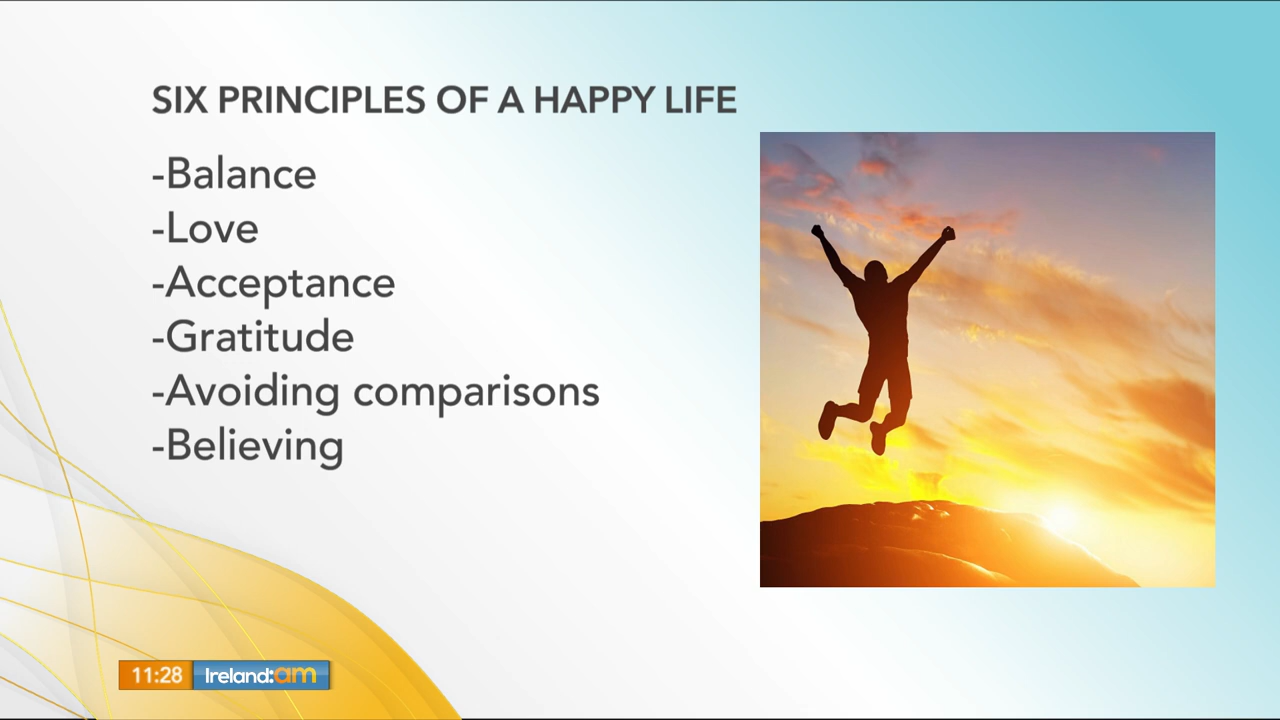 SIX PRINCIPLES OF A HAPPY LIFE
-Balance
-Love
-Acceptance
-Gratitude
-Avoiding comparisons
-Believing
11:28 Ireland:am